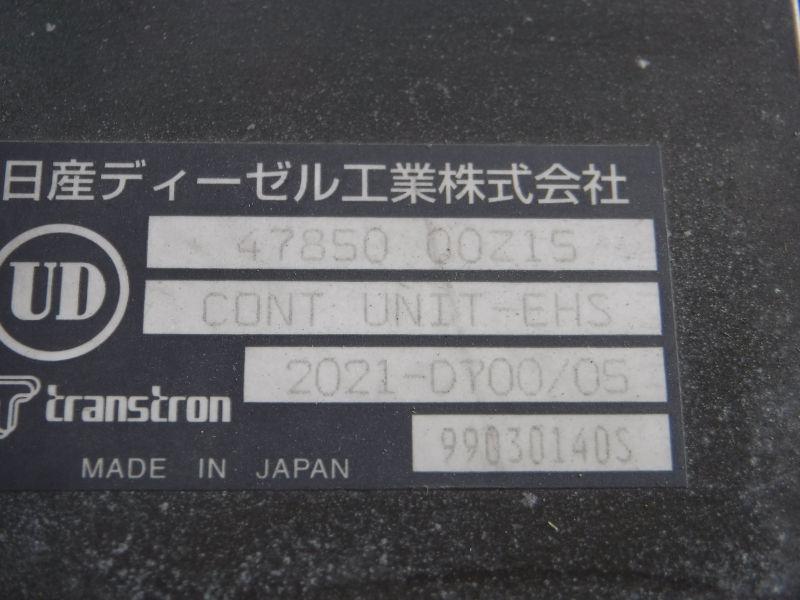 日産ディーゼル工業株式会社
47850 00Z15
UD
CONT UNIT-EHS
2021-D700/05
transtron
99030140S
MADE IN JAPAN